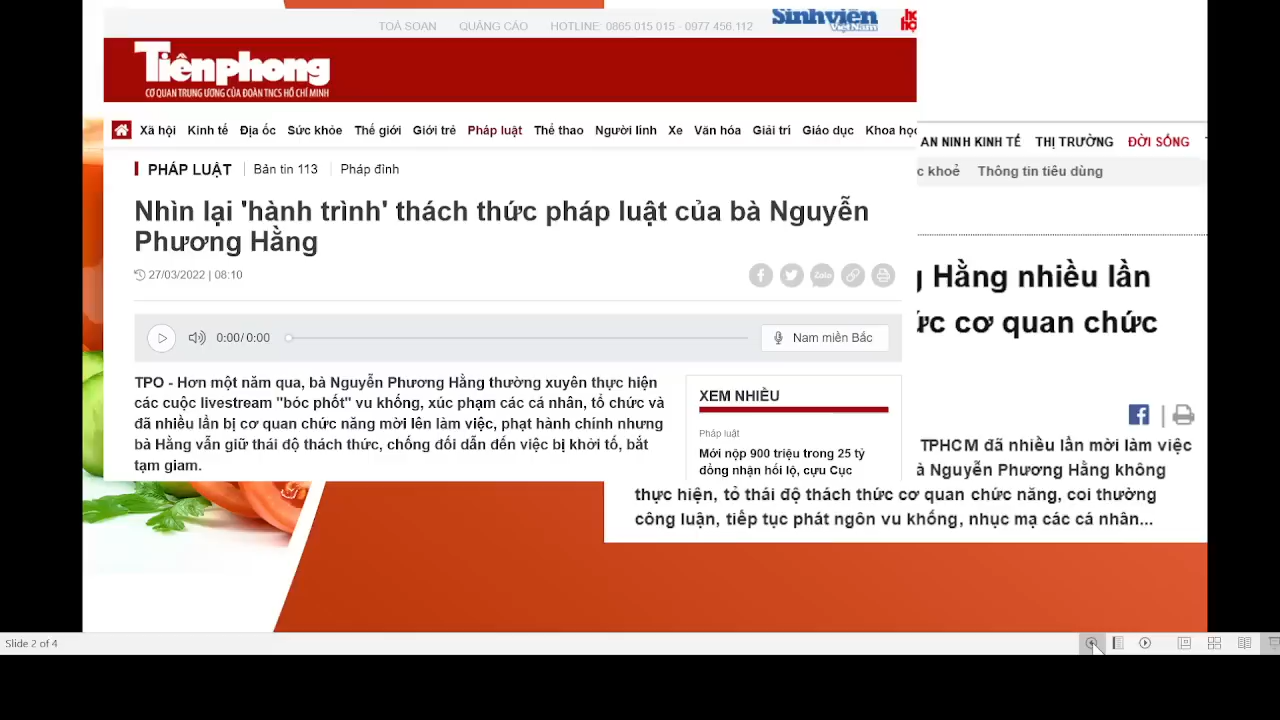 TOÀ SOẠN QUẢNG CÁO HOTLINE: 0865 015 015 - 0977 456 112 Sinhviên
Việt Nam
Tiênphong
CƠ QUAN TRUNG ƯƠNG CỦA ĐOÀN TNCS HỒ CHÍ MINH
Xã hội Kinh tế Địa ốc Sức khỏe Thế giới Giới trẻ Pháp luật Thể thao Người lính Xe Văn hóa Giải trí Giáo dục Khoa học
PHÁP LUẬT Bản tin 113 Pháp đình
Nhìn lại 'hành trình' thách thức pháp luật của bà Nguyễn
Phương Hằng
27/03/2022 | 08:10
Zalo
0:00/ 0:00
Nam miền Bắc
TPO - Hơn một năm qua, bà Nguyễn Phương Hằng thường xuyên thực hiện
các cuộc livestream "bóc phốt" vu khống, xúc phạm các cá nhân, tổ chức và
đã nhiều lần bị cơ quan chức năng mời lên làm việc, phạt hành chính nhưng
bà Hằng vẫn giữ thái độ thách thức, chống đối dẫn đến việc bị khởi tố, bắt
tạm giam.
XEM NHIỀU
Pháp luật
Mới nộp 900 triệu trong 25 tỷ
đồng nhận hối lộ, cựu Cục
AN NINH KINH TẾ THỊ TRƯỜNG ĐỜI SỐNG
c khoẻ Thông tin tiêu dùng
g Hằng nhiều lần
ức cơ quan chức
TPHCM đã nhiều lần mời làm việc
à Nguyễn Phương Hằng không
thực hiện, tỏ thái độ thách thức cơ quan chức năng, coi thường
công luận, tiếp tục phát ngôn vu khống, nhục mạ các cá nhân...
Slide 2 of 4